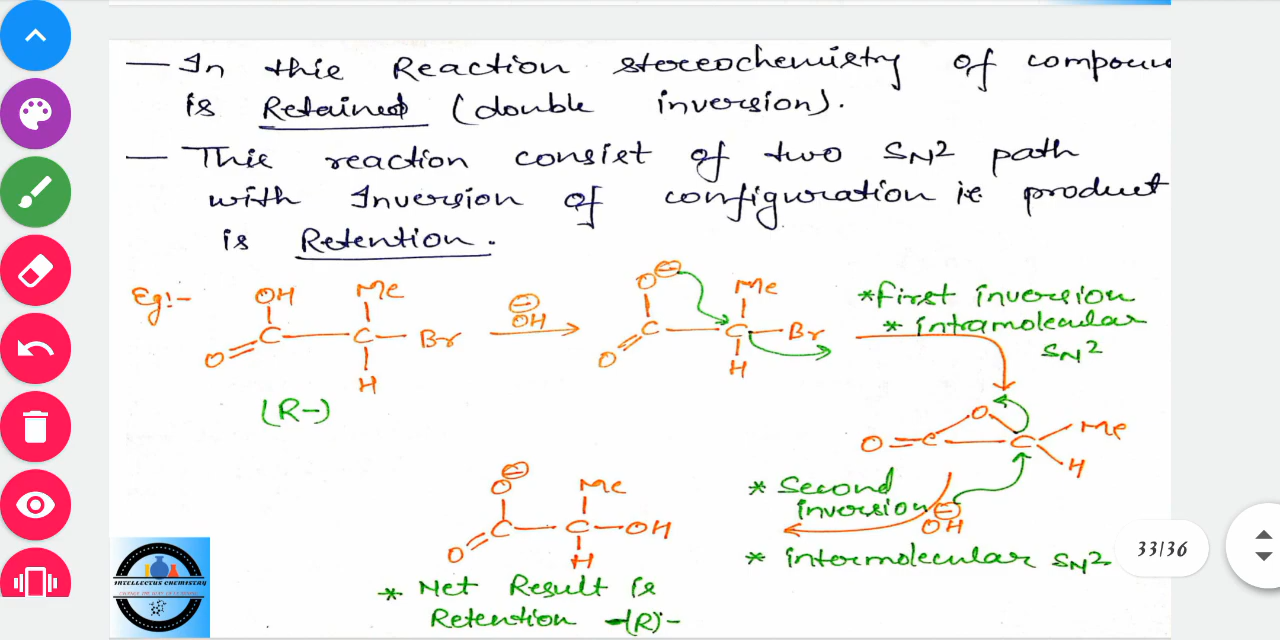 — In this Reaction stereochemistry of compoun
is Retained (double inversion).
— This reaction consist of two SN2 path
with Inversion of configuration ie product
is Retention.
Eg:-
OH Me
O=C—C—Br
H
(R-)
⊖
OH
O⊖ Me
O=C—C—Br
H
*First inversion
* intramolecular
SN2
O
O=C—C Me
H
* Second
inversion ⊖
OH
* intermolecular SN2
O⊖ Me
O=C—C—OH
H
* Net Result is
Retention -(R)-
INTELLECTUS CHEMISTRY
33/36